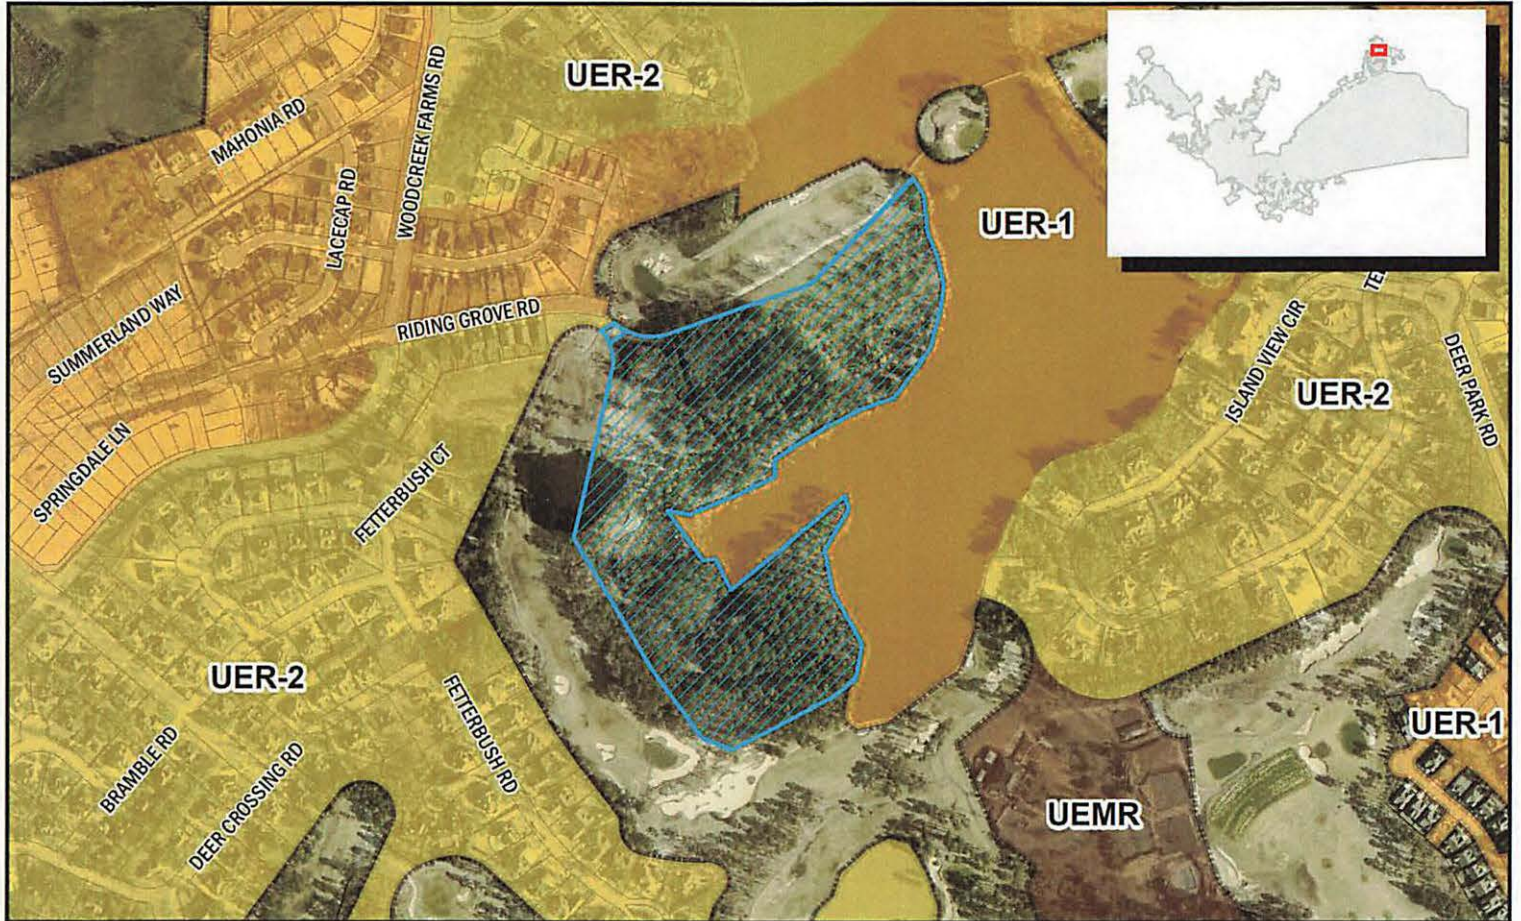 UER-2
MAHONIA RD
WOODCREEK FARMS RD
LACECAP RD
UER-1
SUMMERLAND WAY
RIDING GROVE RD
ISLAND VIEW CIR
DEER PARK RD
UER-2
SPRINGDALE LN
FETTERBUSH CT
UER-2
FETTERBUSH RD
BRAMBLE RD
DEER CROSSING RD
UER-1
UEMR